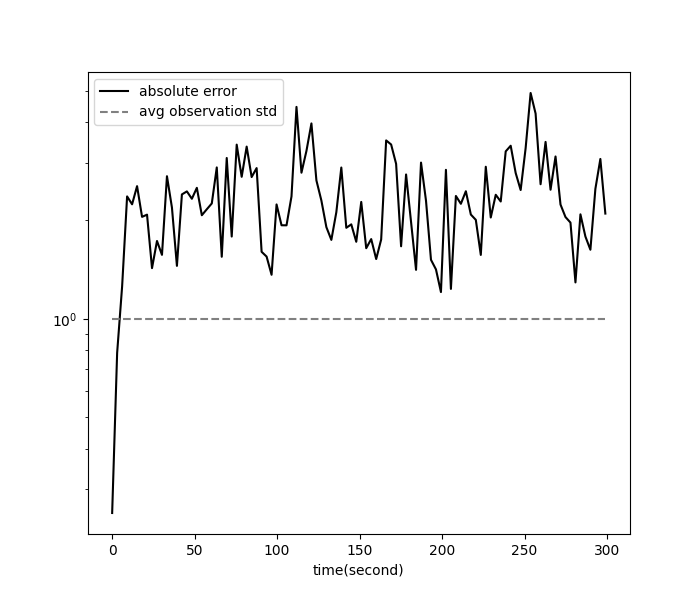 absolute error
avg observation std
10⁰
0 50 100 150 200 250 300
time(second)